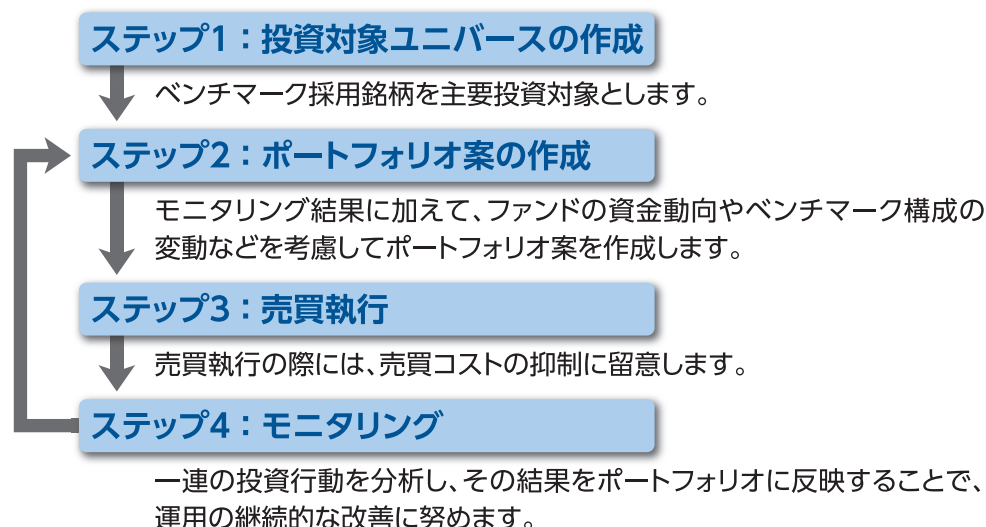 ステップ1：投資対象ユニバースの作成
ベンチマーク採用銘柄を主要投資対象とします。
ステップ2：ポートフォリオ案の作成
モニタリング結果に加えて、ファンドの資金動向やベンチマーク構成の
変動などを考慮してポートフォリオ案を作成します。
ステップ3：売買執行
売買執行の際には、売買コストの抑制に留意します。
ステップ4：モニタリング
一連の投資行動を分析し、その結果をポートフォリオに反映することで、
運用の継続的な改善に努めます。